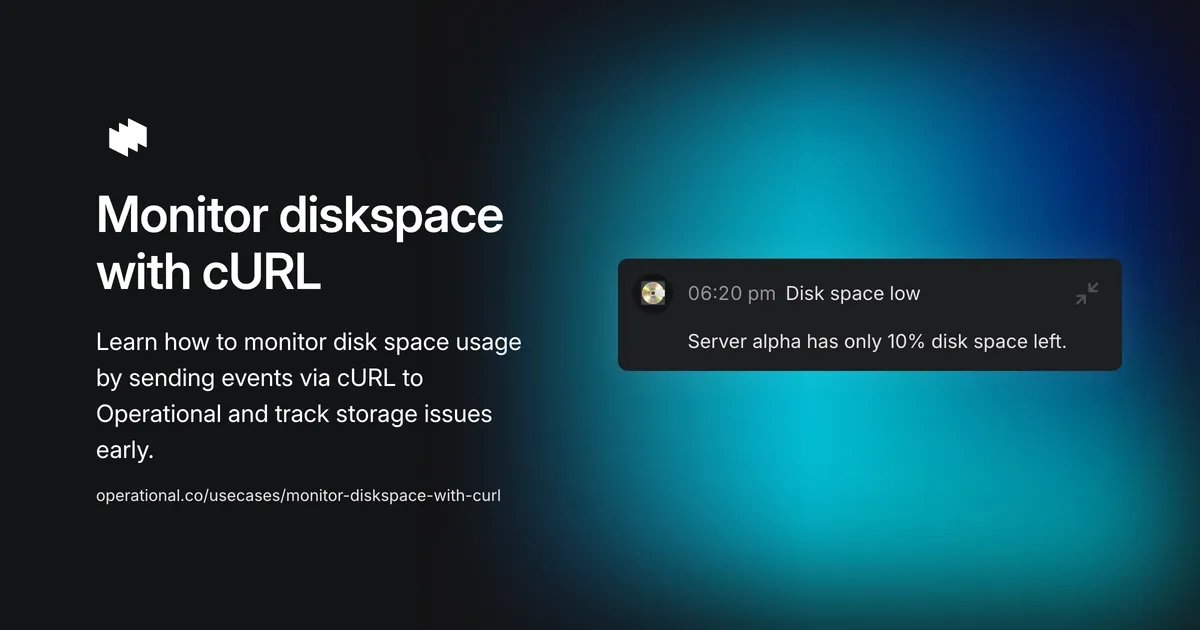 Monitor diskspace
with cURL
Learn how to monitor disk space usage
by sending events via cURL to
Operational and track storage issues
early.
operational.co/usecases/monitor-diskspace-with-curl
06:20 pm Disk space low
Server alpha has only 10% disk space left.